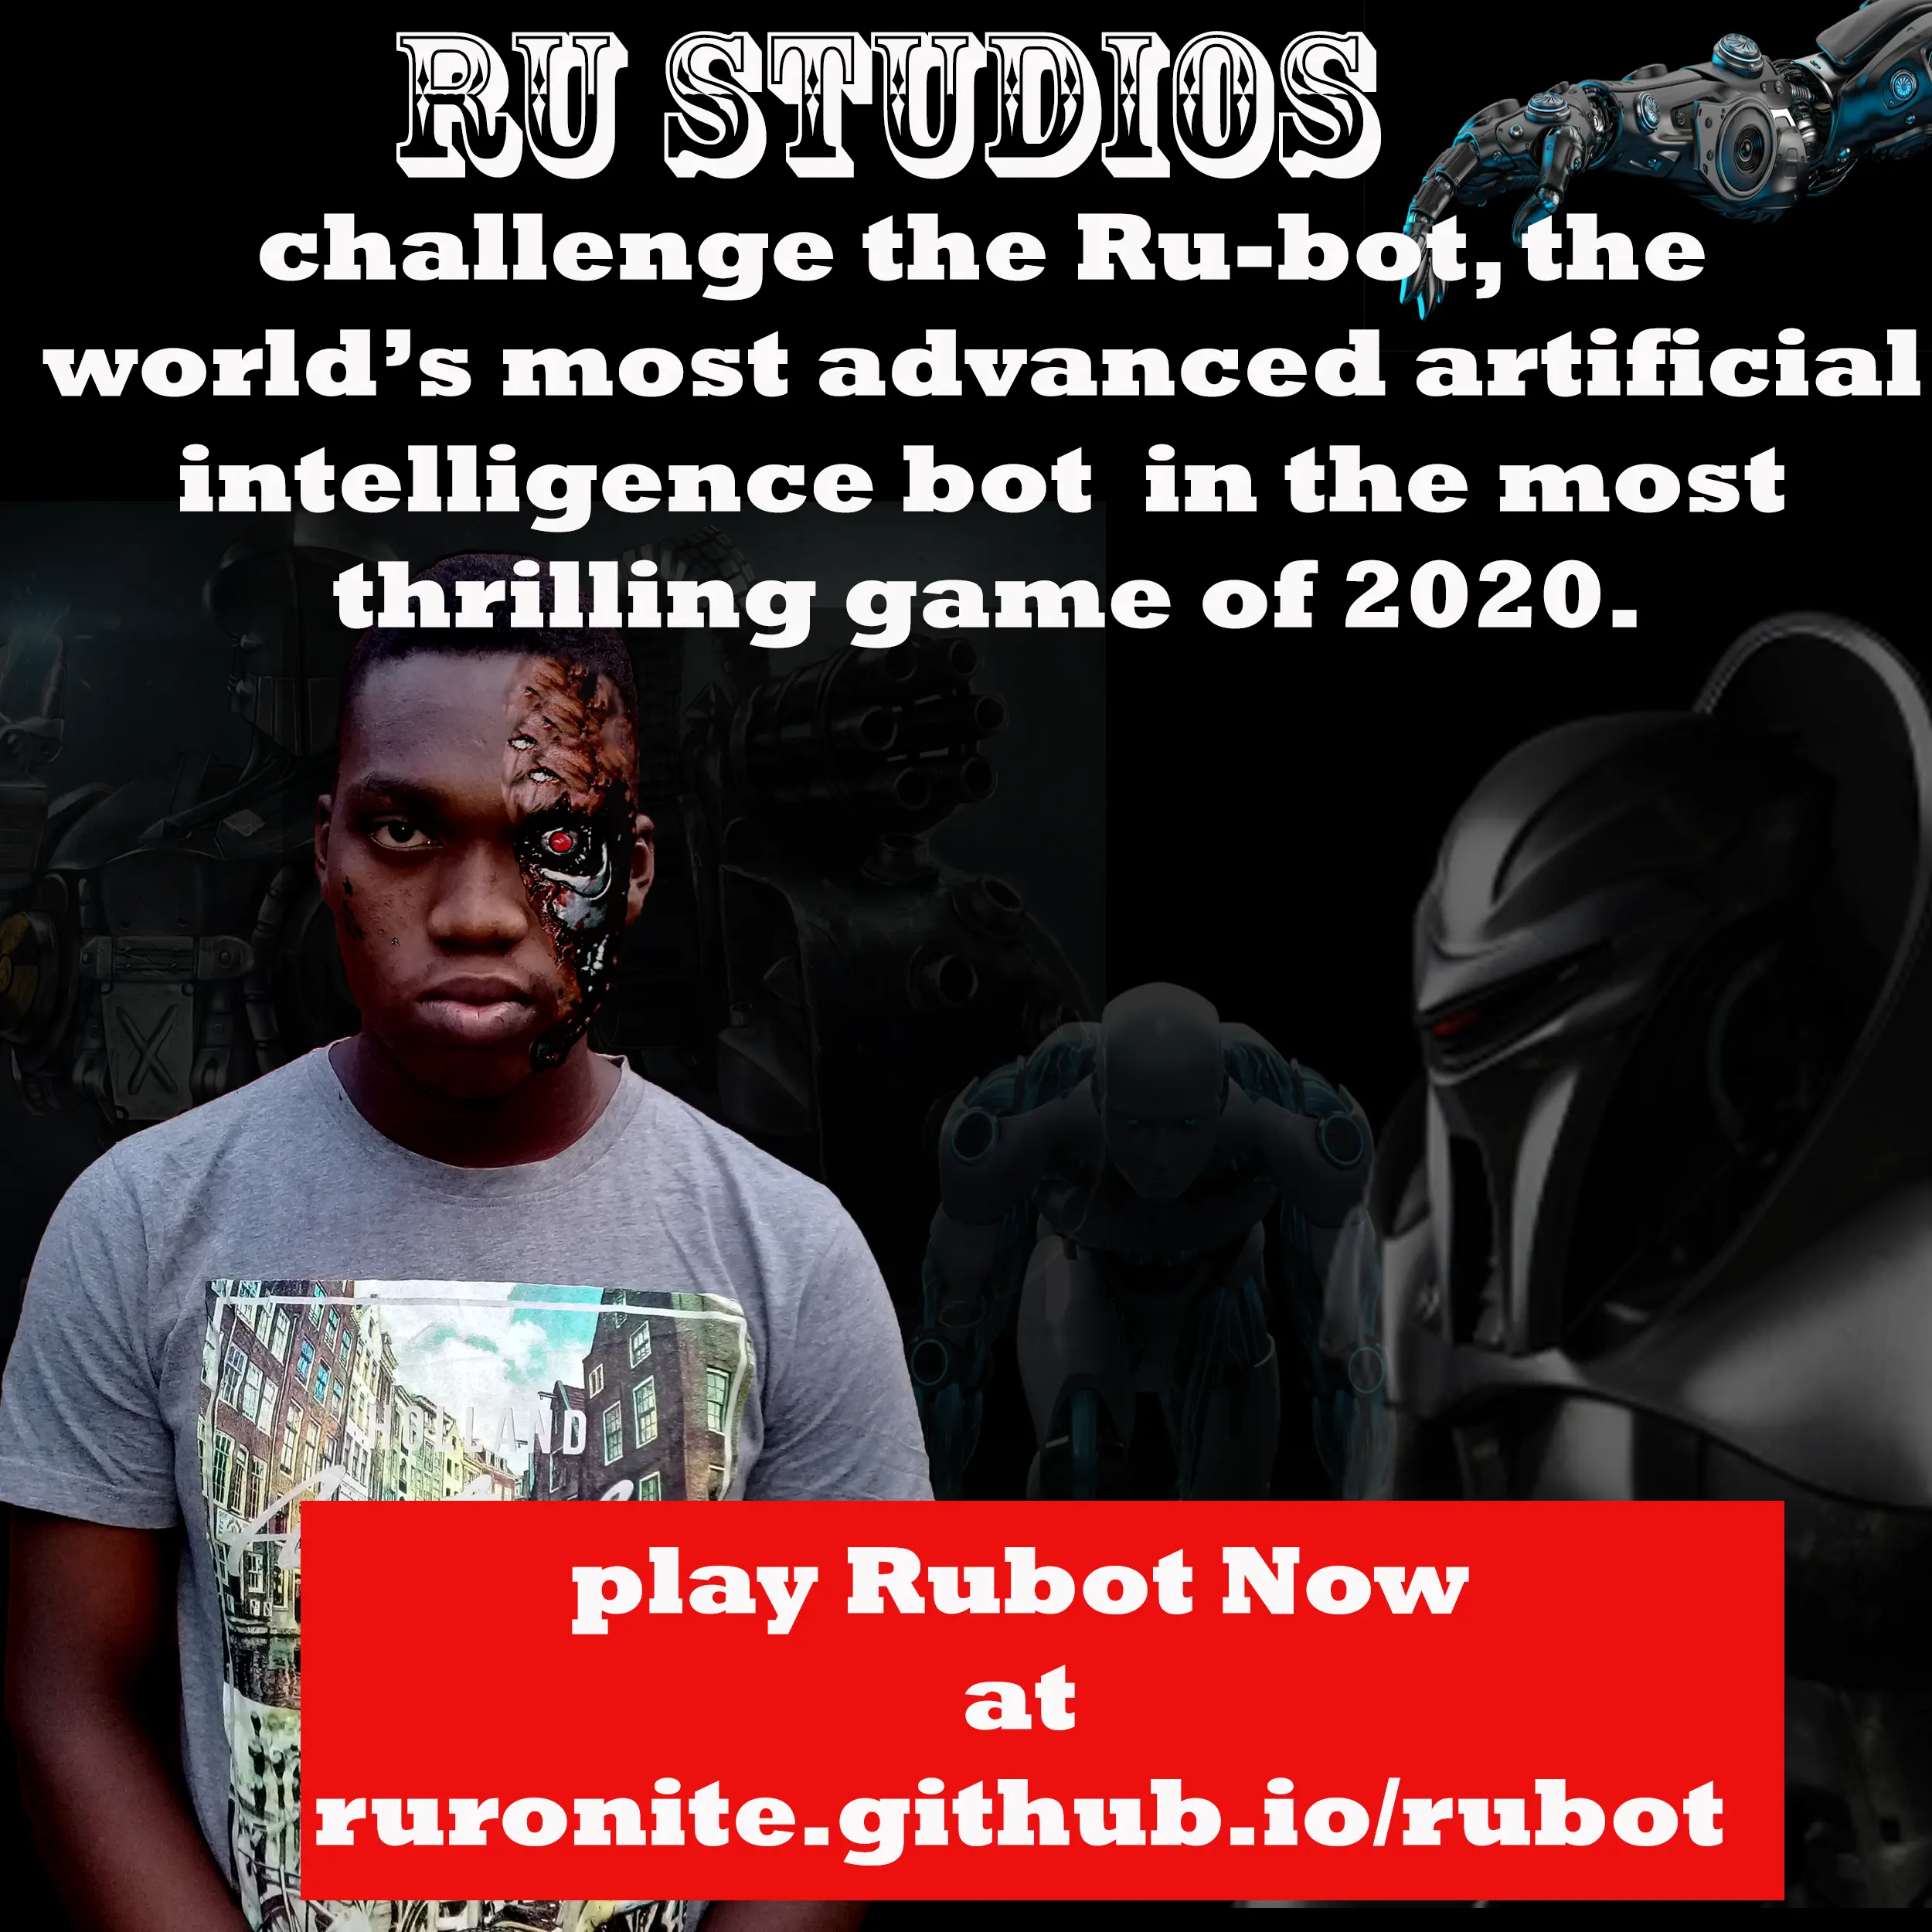 RU STUDIOS
challenge the Ru-bot, the
world’s most advanced artificial
intelligence bot  in the most
thrilling game of 2020.
HOLLAND
play Rubot Now
at
ruronite.github.io/rubot